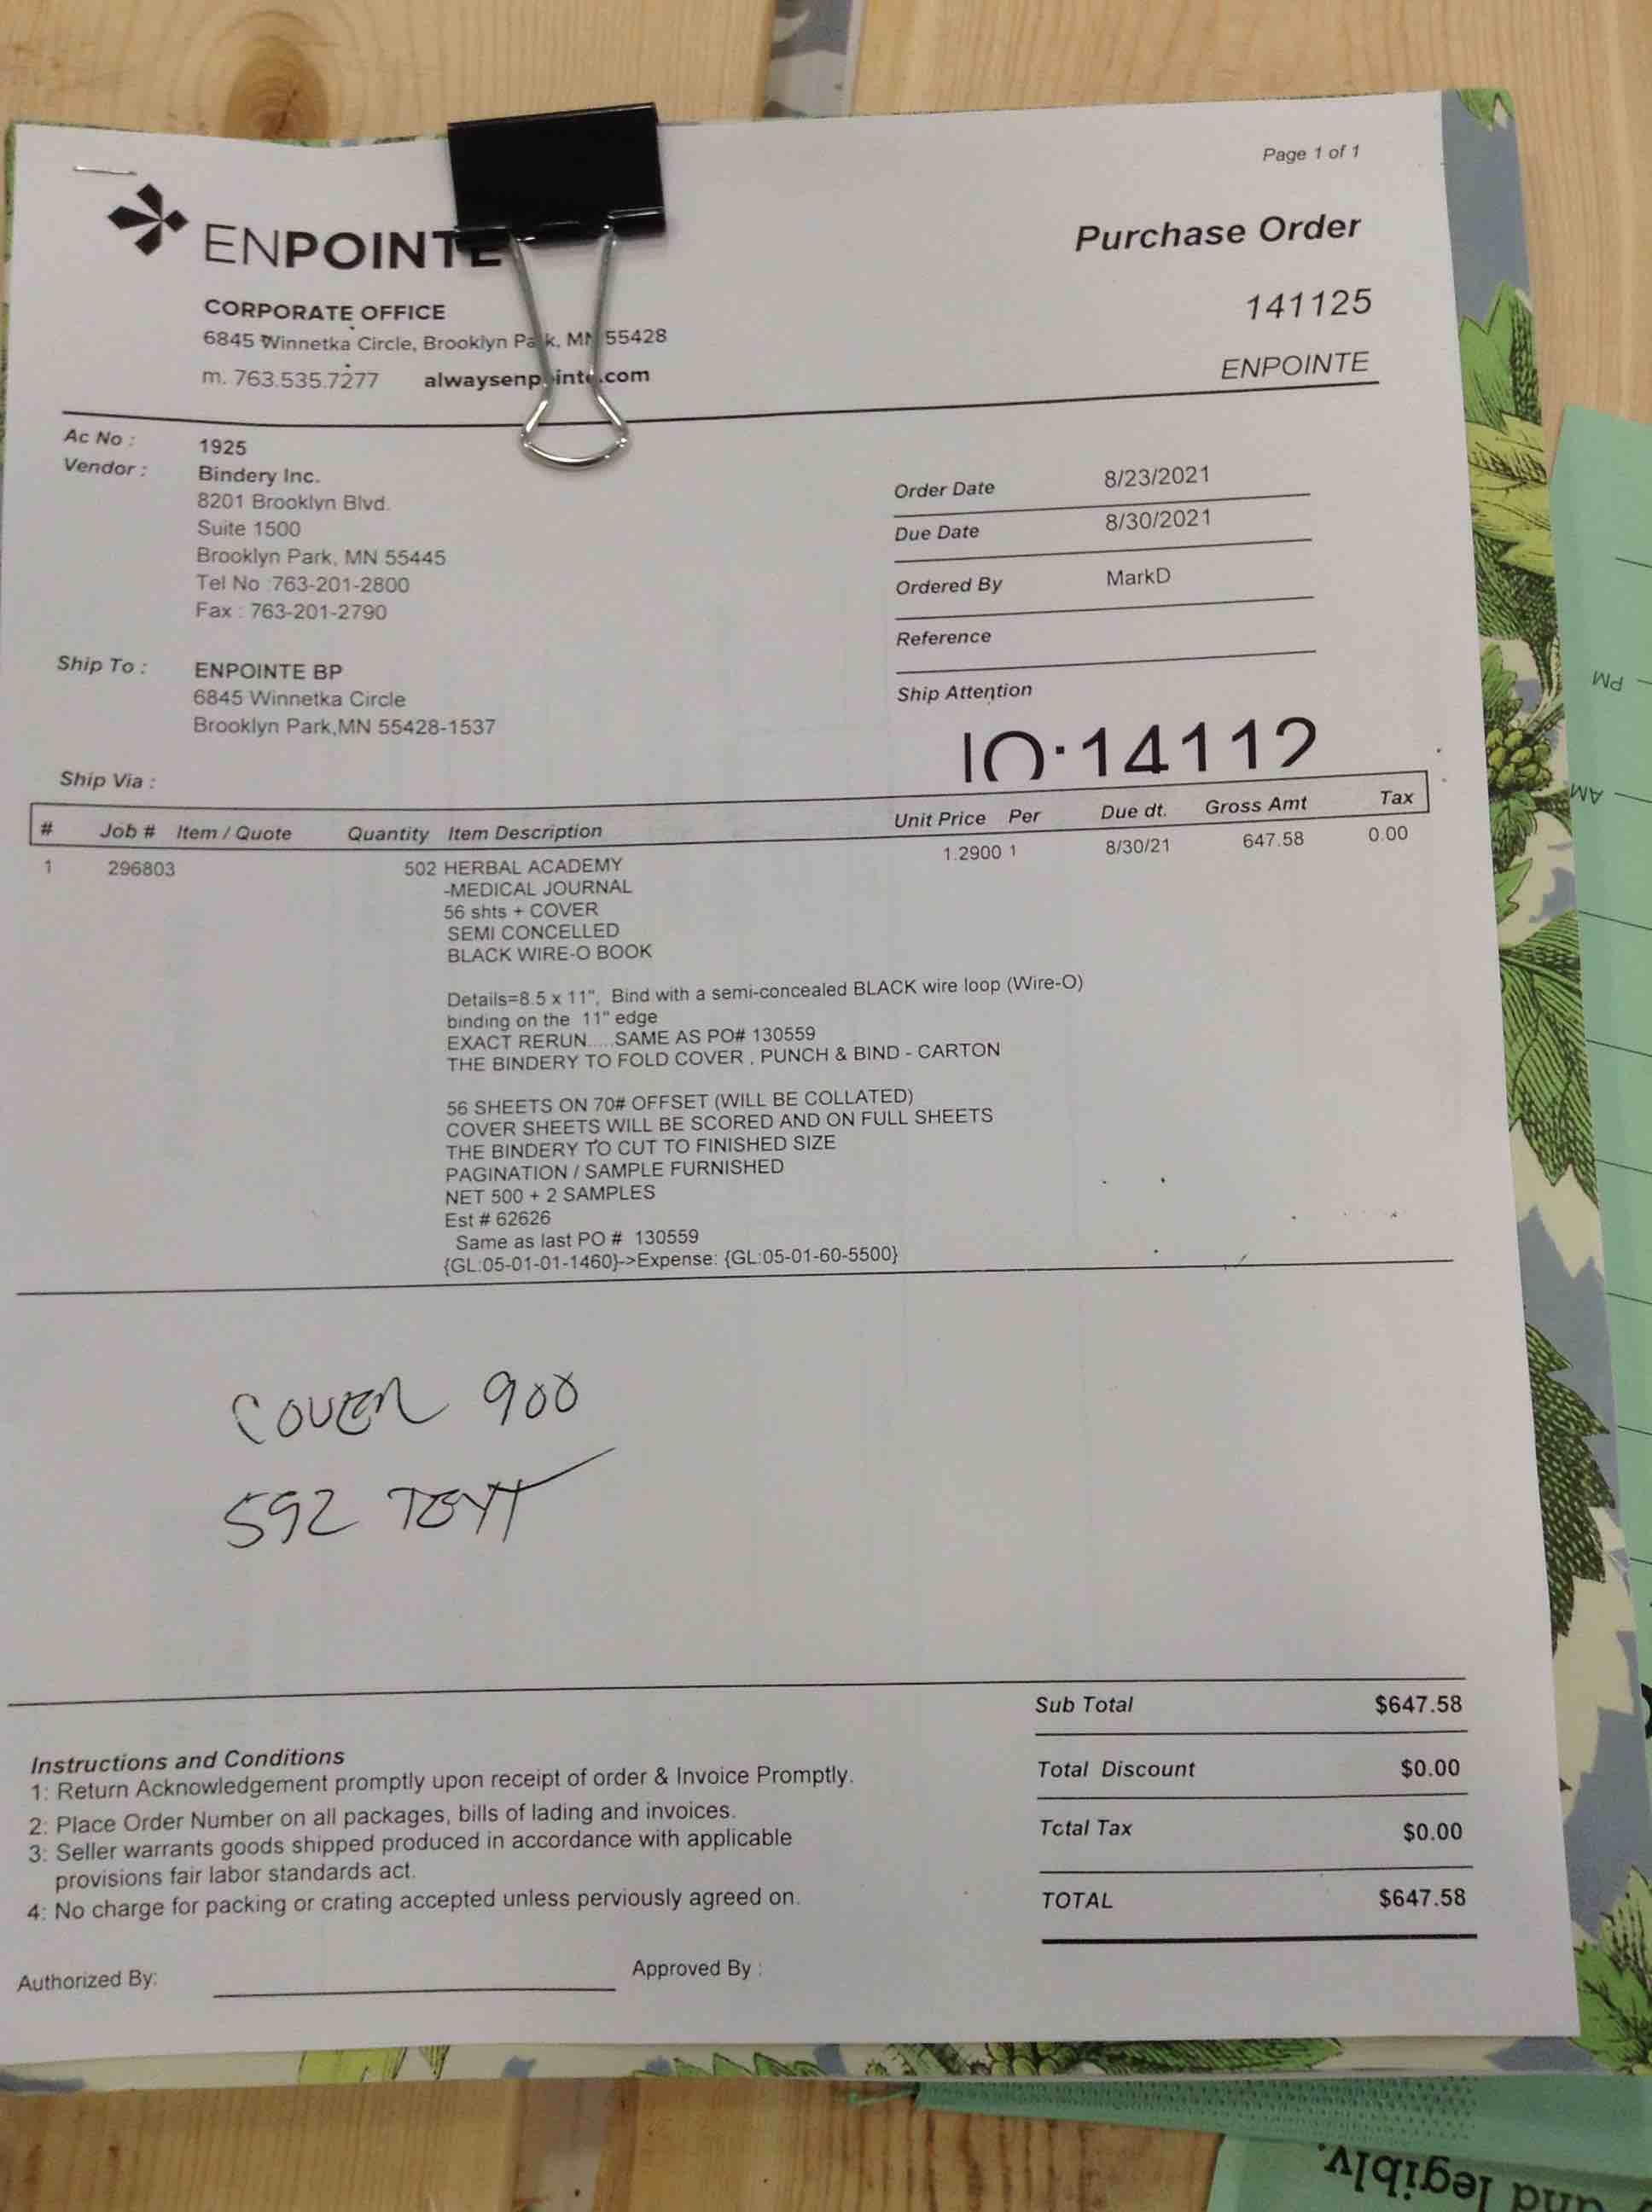 Page 1 of 1
ENPOINTE
Purchase Order
CORPORATE OFFICE
141125
6845 Winnetka Circle, Brooklyn Park, MN 55428
m. 763.535.7277 alwaysenpointe.com
ENPOINTE
Ac No : 1925
Vendor : Bindery Inc.
8201 Brooklyn Blvd.
Suite 1500
Brooklyn Park, MN 55445
Tel No :763-201-2800
Fax : 763-201-2790
Order Date 8/23/2021
Due Date 8/30/2021
Ordered By MarkD
Reference
Ship To : ENPOINTE BP
6845 Winnetka Circle
Brooklyn Park,MN 55428-1537
Ship Attention
Ship Via :
# Job # Item / Quote Quantity Item Description Unit Price Per Due dt. Gross Amt Tax
1 296803 502 HERBAL ACADEMY 1.2900 1 8/30/21 647.58 0.00
-MEDICAL JOURNAL
56 shts + COVER
SEMI CONCELLED
BLACK WIRE-O BOOK
Details=8.5 x 11", Bind with a semi-concealed BLACK wire loop (Wire-O)
binding on the 11" edge
EXACT RERUN.....SAME AS PO# 130559
THE BINDERY TO FOLD COVER , PUNCH & BIND - CARTON
56 SHEETS ON 70# OFFSET (WILL BE COLLATED)
COVER SHEETS WILL BE SCORED AND ON FULL SHEETS
THE BINDERY TO CUT TO FINISHED SIZE
PAGINATION / SAMPLE FURNISHED
NET 500 + 2 SAMPLES
Est # 62626
Same as last PO # 130559
{GL:05-01-01-1460}->Expense: {GL:05-01-60-5500}
COVER 900
592 TEXT
Sub Total $647.58
Total Discount $0.00
Total Tax $0.00
TOTAL $647.58
Instructions and Conditions
1: Return Acknowledgement promptly upon receipt of order & Invoice Promptly.
2: Place Order Number on all packages, bills of lading and invoices.
3: Seller warrants goods shipped produced in accordance with applicable
provisions fair labor standards act.
4: No charge for packing or crating accepted unless perviously agreed on.
Authorized By: Approved By :
PM
AM
legibly.